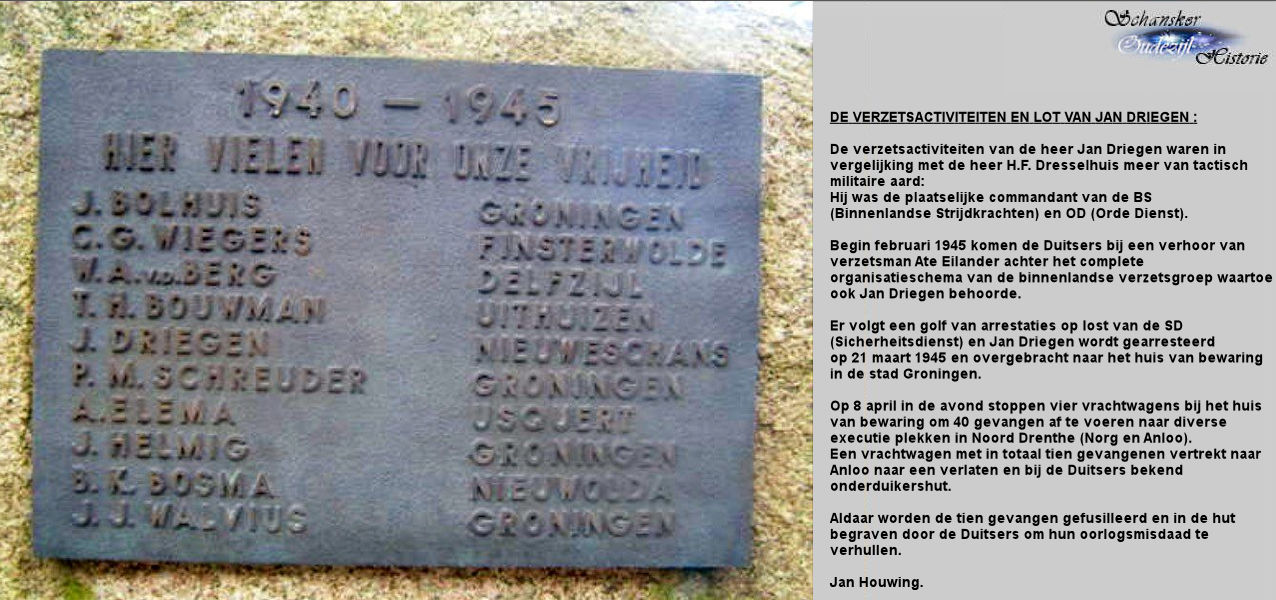 1940 — 1945
HIER VIELEN VOOR ONZE VRIJHEID
J. BOLHUIS GRONINGEN
C. G. WIEGERS FINSTERWOLDE
W. A. v.D. BERG DELFZIJL
T. H. BOUWMAN UITHUIZEN
J. DRIEGEN NIEUWESCHANS
P. M. SCHREUDER GRONINGEN
A. ELEMA USQUERT
J. HELMIG GRONINGEN
B. K. BOSMA NIEUWOLDA
J. J. WALVIUS GRONINGEN
Schansker
Oudezijl
Historie
DE VERZETSACTIVITEITEN EN LOT VAN JAN DRIEGEN :
De verzetsactiviteiten van de heer Jan Driegen waren in
vergelijking met de heer H.F. Dresselhuis meer van tactisch
militaire aard:
Hij was de plaatselijke commandant van de BS
(Binnenlandse Strijdkrachten) en OD (Orde Dienst).
Begin februari 1945 komen de Duitsers bij een verhoor van
verzetsman Ate Eilander achter het complete
organisatieschema van de binnenlandse verzetsgroep waartoe
ook Jan Driegen behoorde.
Er volgt een golf van arrestaties op lost van de SD
(Sicherheitsdienst) en Jan Driegen wordt gearresteerd
op 21 maart 1945 en overgebracht naar het huis van bewaring
in de stad Groningen.
Op 8 april in de avond stoppen vier vrachtwagens bij het huis
van bewaring om 40 gevangen af te voeren naar diverse
executie plekken in Noord Drenthe (Norg en Anloo).
Een vrachtwagen met in totaal tien gevangenen vertrekt naar
Anloo naar een verlaten en bij de Duitsers bekend
onderduikershut.
Aldaar worden de tien gevangen gefusilleerd en in de hut
begraven door de Duitsers om hun oorlogsmisdaad te
verhullen.
Jan Houwing.